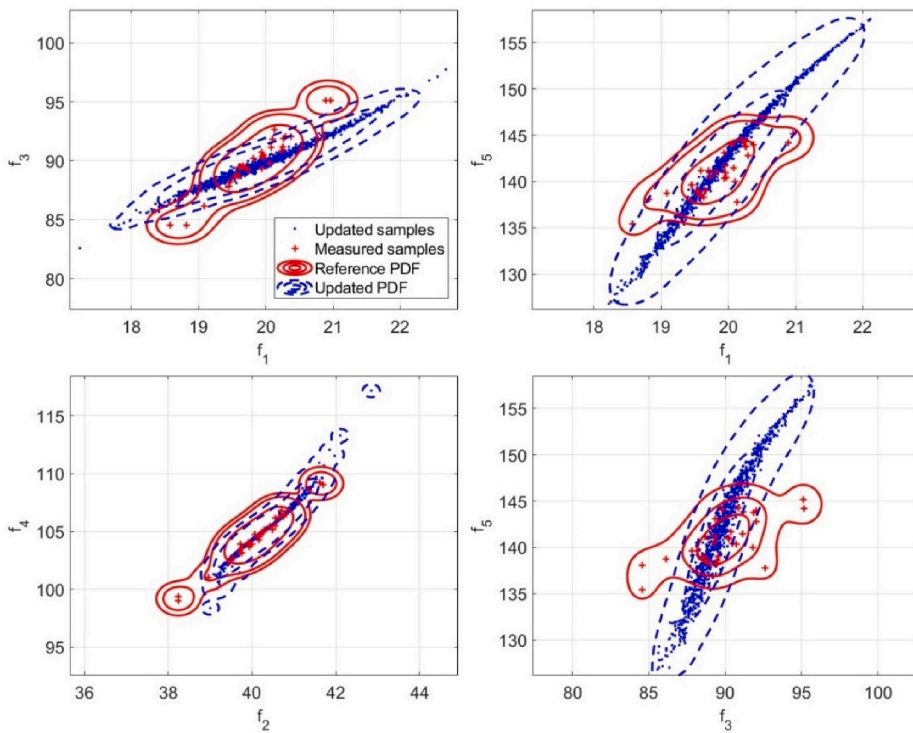 100
95
90
85
80
f3
18 19 20 21 22
f1
Updated samples
Measured samples
Reference PDF
Updated PDF
155
150
145
140
135
130
f5
18 19 20 21 22
f1
115
110
105
100
95
f4
36 38 40 42 44
f2
155
150
145
140
135
130
f5
80 85 90 95 100
f3